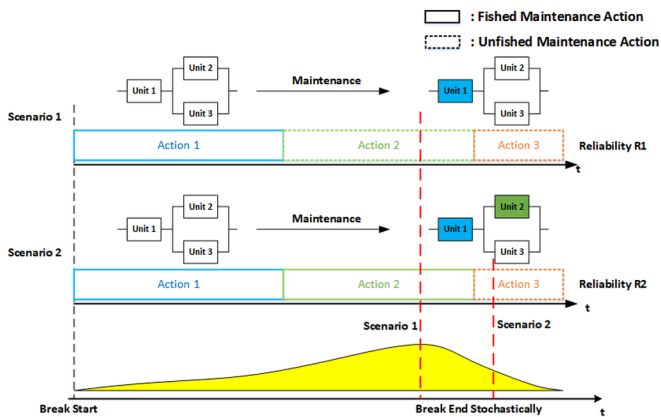 : Fished Maintenance Action
: Unfished Maintenance Action
Unit 2
Unit 1
Unit 3
Maintenance
Unit 2
Unit 1
Unit 3
Scenario 1
Action 1
Action 2
Action 3
Reliability R1
t
Unit 2
Unit 1
Unit 3
Maintenance
Unit 2
Unit 1
Unit 3
Scenario 2
Action 1
Action 2
Action 3
Reliability R2
t
Scenario 1
Scenario 2
Break Start
Break End Stochastically
t